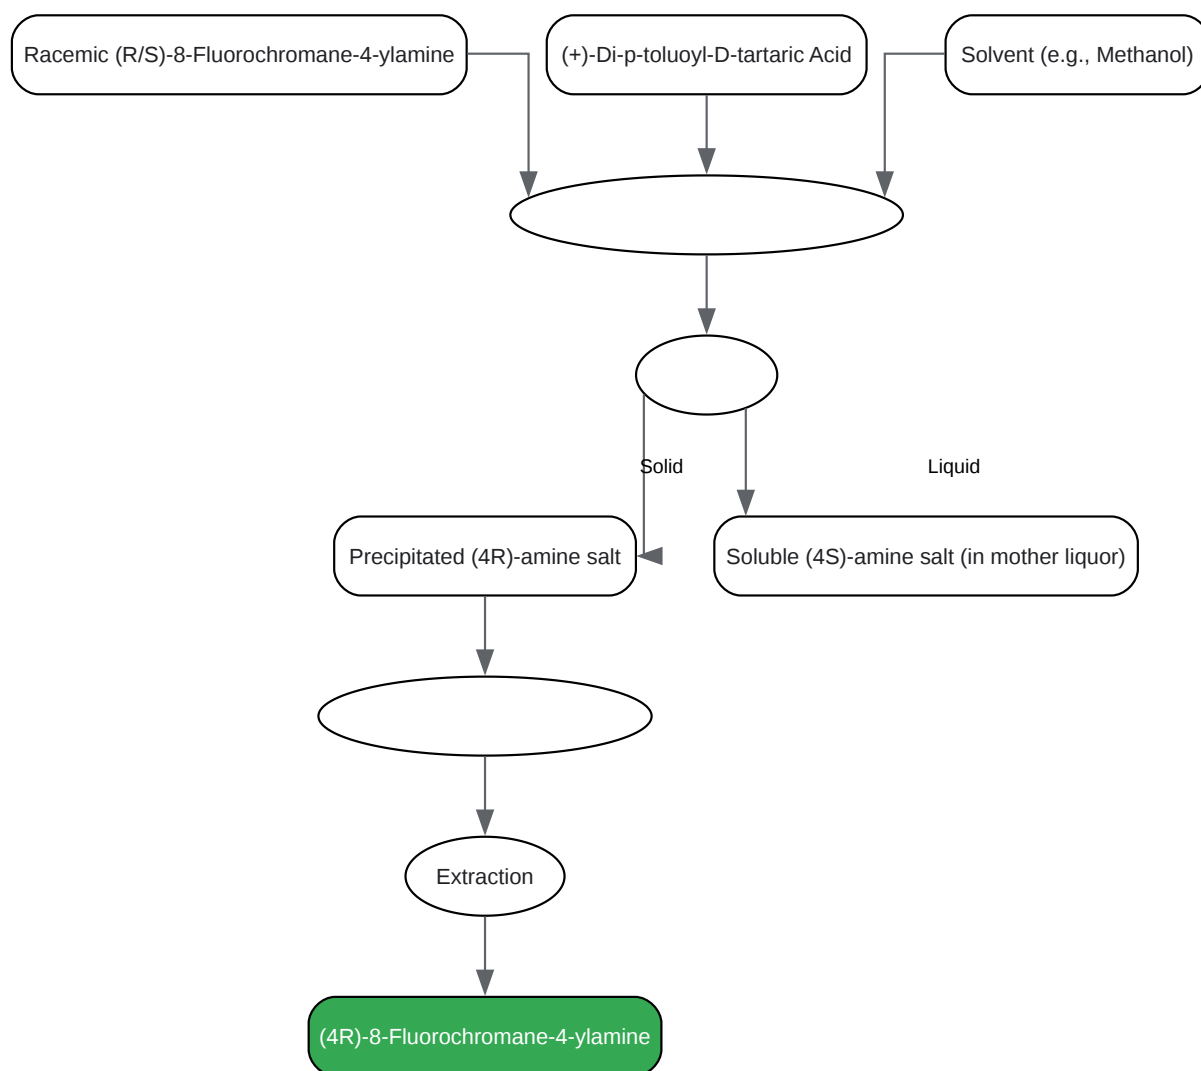 Racemic (R/S)-8-Fluorochromane-4-ylamine
(+)-Di-p-toluoyl-D-tartaric Acid
Solvent (e.g., Methanol)
Solid
Liquid
Precipitated (4R)-amine salt
Soluble (4S)-amine salt (in mother liquor)
Extraction
(4R)-8-Fluorochromane-4-ylamine